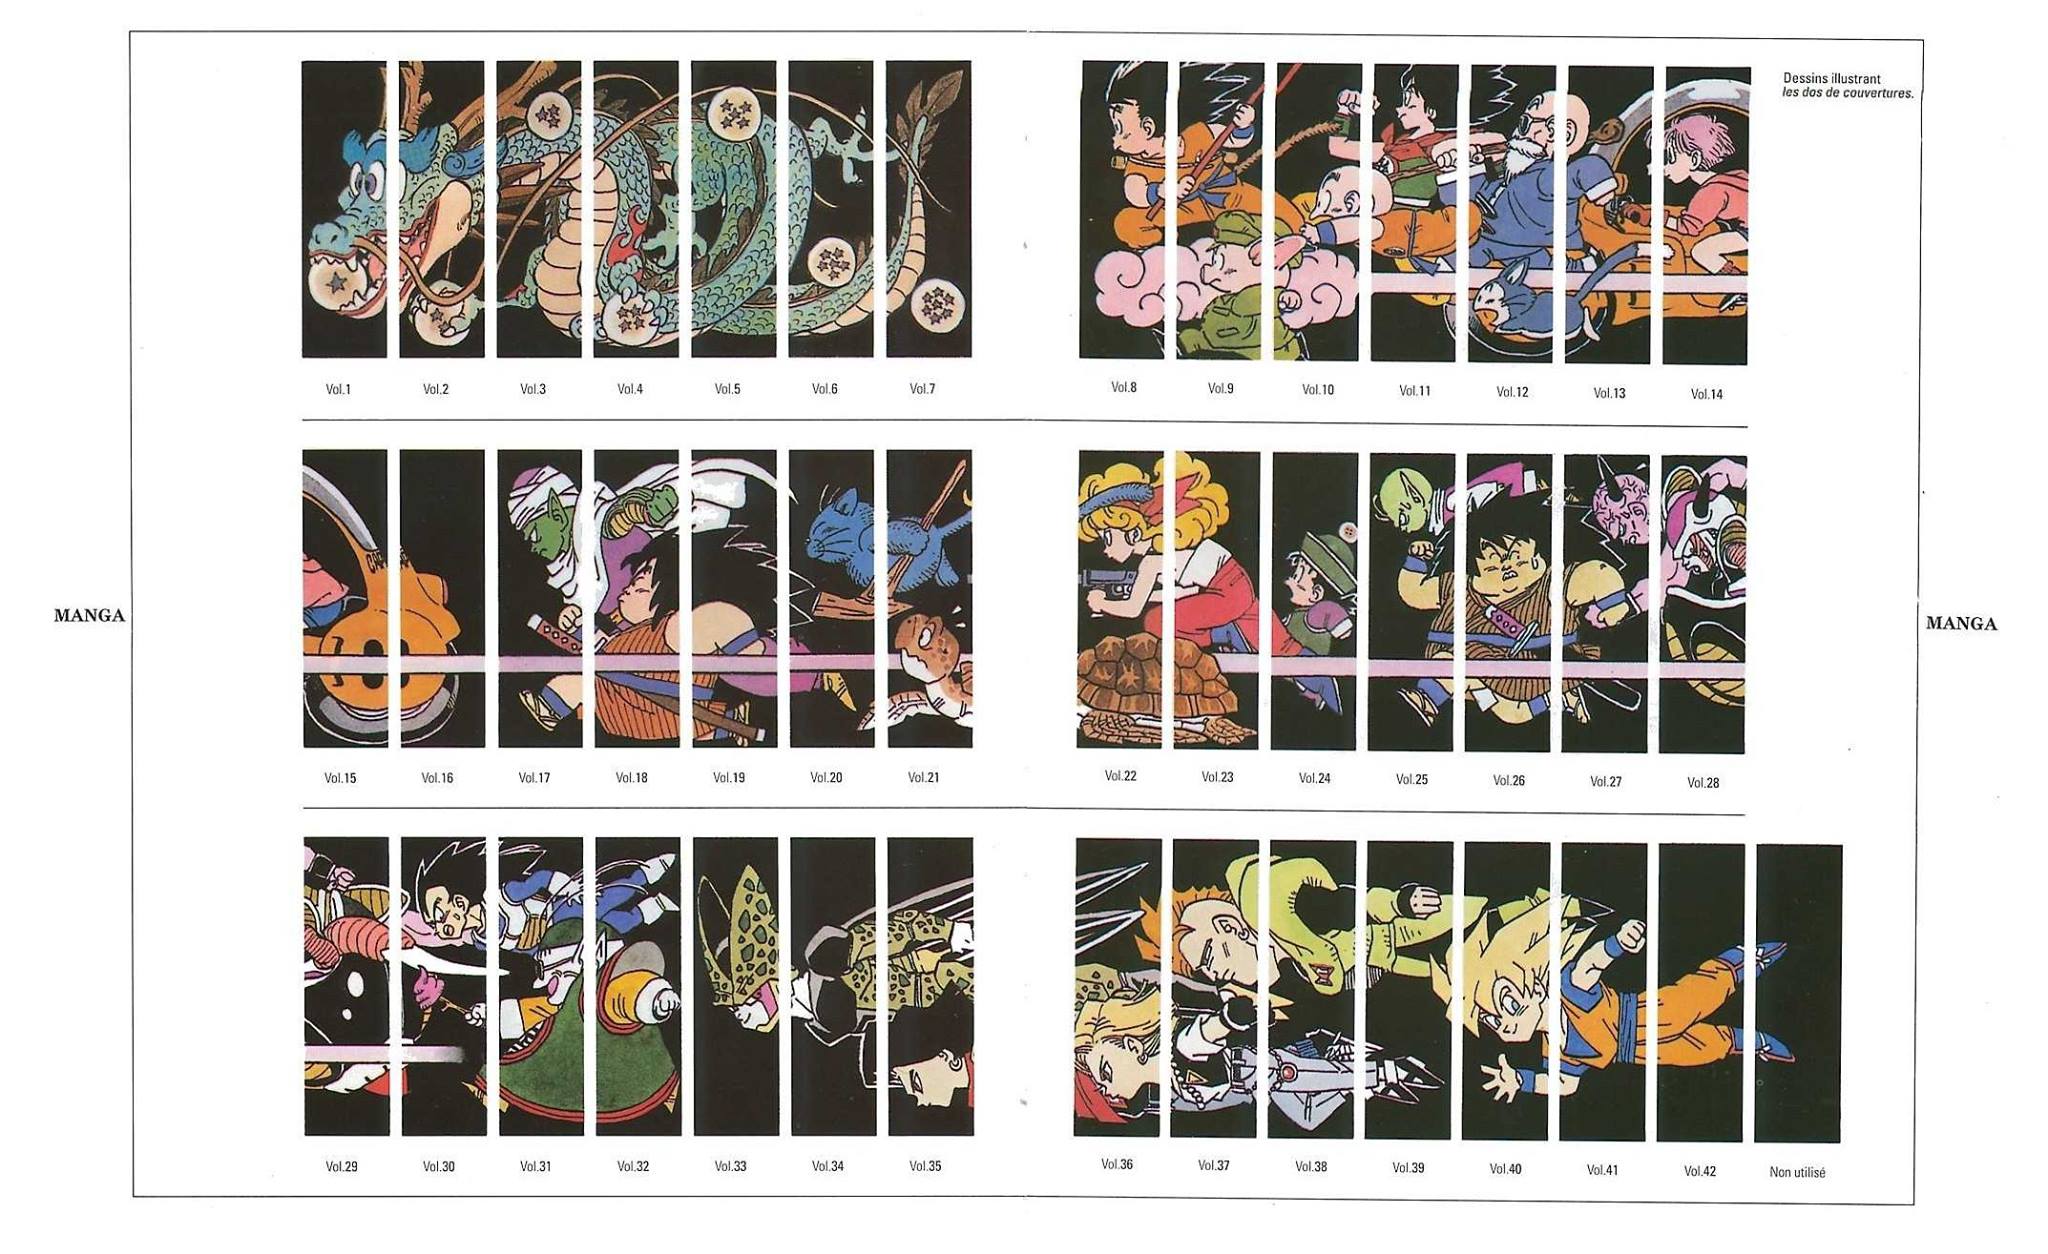 Dessins illustrant
les dos de couvertures.
Vol.1 Vol.2 Vol.3 Vol.4 Vol.5 Vol.6 Vol.7
Vol.8 Vol.9 Vol.10 Vol.11 Vol.12 Vol.13 Vol.14
MANGA
MANGA
Vol.15 Vol.16 Vol.17 Vol.18 Vol.19 Vol.20 Vol.21
Vol.22 Vol.23 Vol.24 Vol.25 Vol.26 Vol.27 Vol.28
Vol.29 Vol.30 Vol.31 Vol.32 Vol.33 Vol.34 Vol.35
Vol.36 Vol.37 Vol.38 Vol.39 Vol.40 Vol.41 Vol.42 Non utilisé